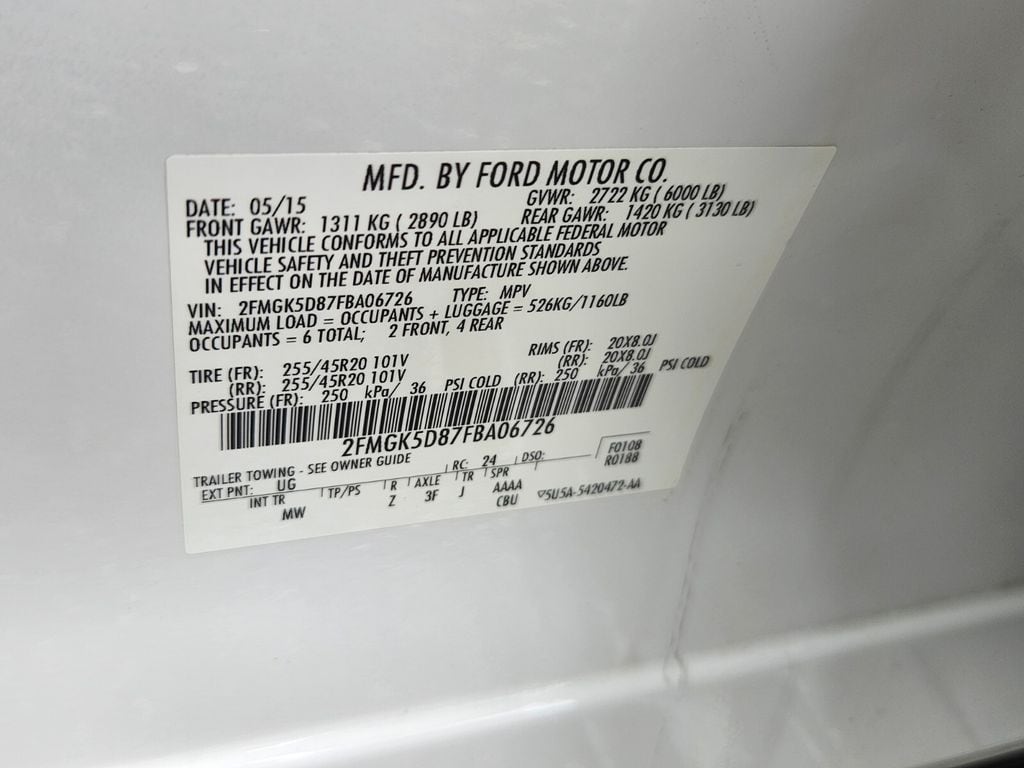 MFD. BY FORD MOTOR CO.
DATE: 05/15 GVWR: 2722 KG ( 6000 LB)
FRONT GAWR: 1311 KG ( 2890 LB) REAR GAWR: 1420 KG ( 3130 LB)
THIS VEHICLE CONFORMS TO ALL APPLICABLE FEDERAL MOTOR
VEHICLE SAFETY AND THEFT PREVENTION STANDARDS
IN EFFECT ON THE DATE OF MANUFACTURE SHOWN ABOVE.
VIN: 2FMGK5D87FBA06726 TYPE: MPV
MAXIMUM LOAD = OCCUPANTS + LUGGAGE = 526KG/1160LB
OCCUPANTS = 6 TOTAL; 2 FRONT, 4 REAR
TIRE (FR): 255/45R20 101V RIMS (FR): 20X8.0J
(RR): 255/45R20 101V (RR): 20X8.0J
PRESSURE (FR): 250 kPa/ 36 PSI COLD (RR): 250 kPa/ 36 PSI COLD
2FMGK5D87FBA06726
TRAILER TOWING - SEE OWNER GUIDE
EXT PNT: UG RC: 24 DSO: F0108
R0188
INT TR TP/PS R AXLE TR SPR
MW Z 3F J AAAA
CBU ▽5U5A-5420472-AA